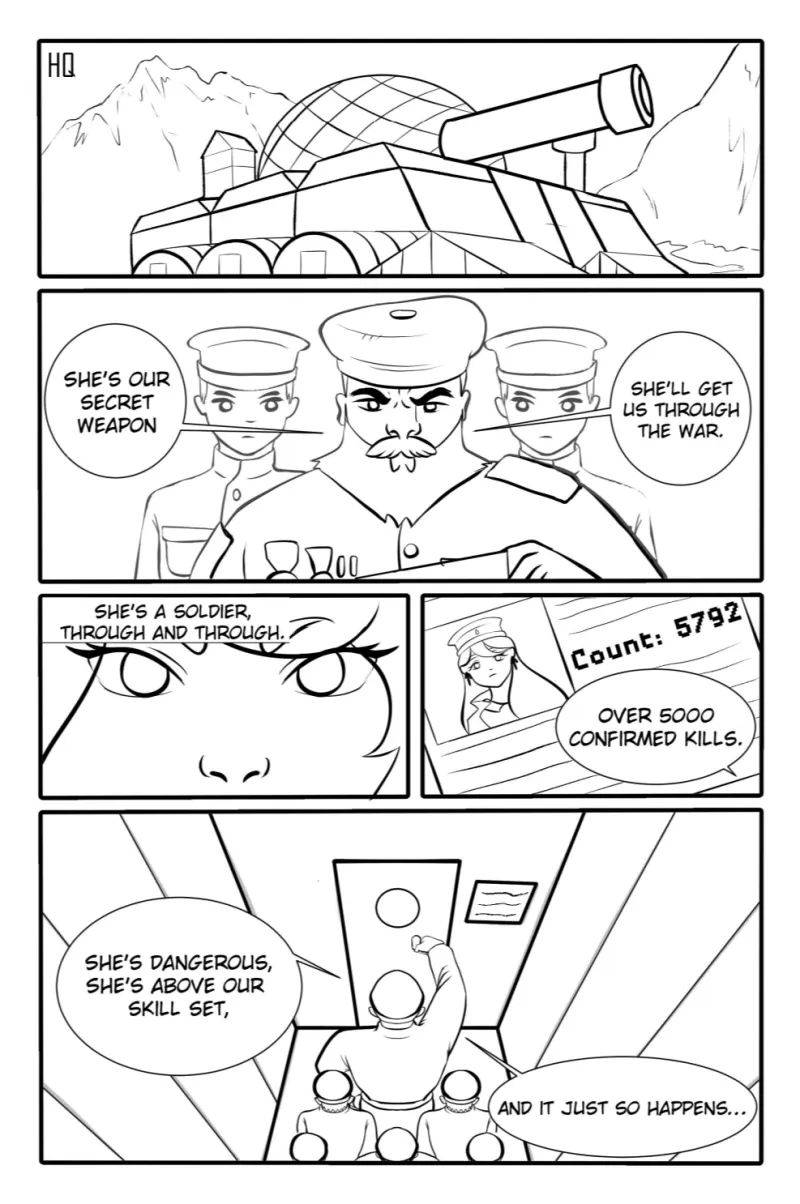 HQ
SHE'S OUR
SECRET
WEAPON
SHE'LL GET
US THROUGH
THE WAR.
SHE'S A SOLDIER,
THROUGH AND THROUGH.
Count: 5792
OVER 5000
CONFIRMED KILLS.
SHE'S DANGEROUS,
SHE'S ABOVE OUR
SKILL SET,
AND IT JUST SO HAPPENS...